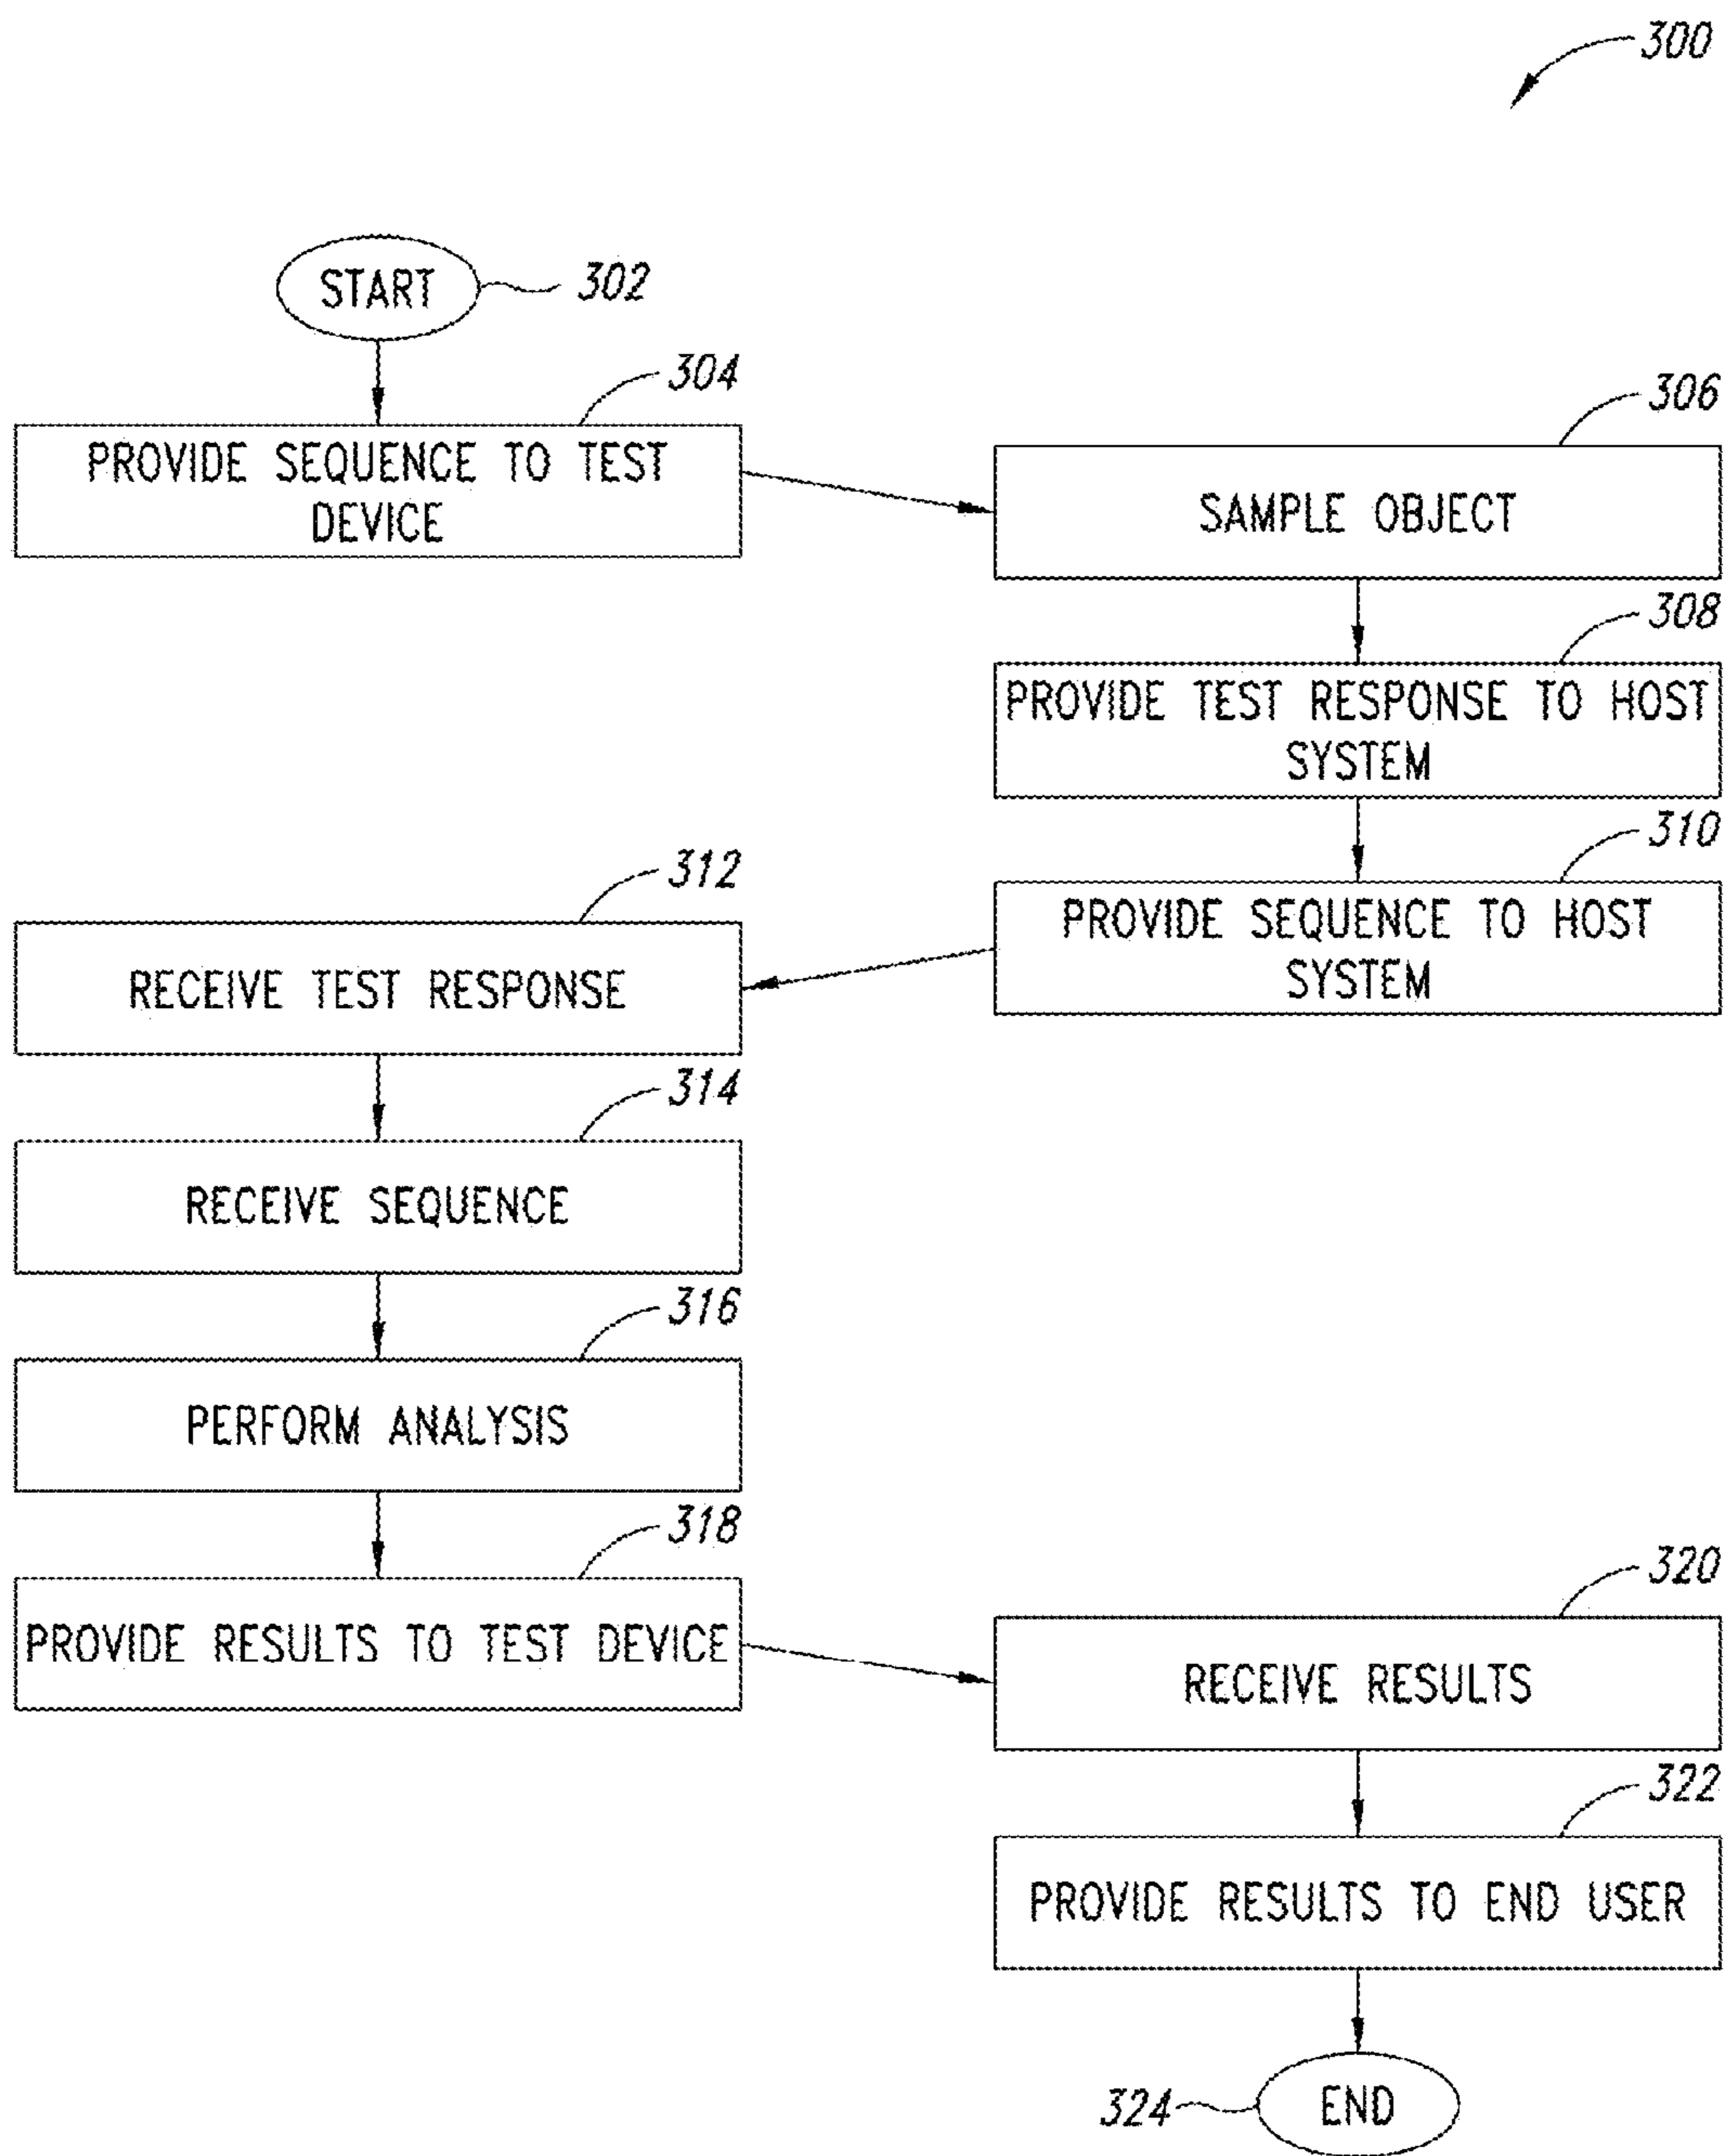 300
START
302
304
PROVIDE SEQUENCE TO TEST
DEVICE
306
SAMPLE OBJECT
308
PROVIDE TEST RESPONSE TO HOST
SYSTEM
310
PROVIDE SEQUENCE TO HOST
SYSTEM
312
RECEIVE TEST RESPONSE
314
RECEIVE SEQUENCE
316
PERFORM ANALYSIS
318
PROVIDE RESULTS TO TEST DEVICE
320
RECEIVE RESULTS
322
PROVIDE RESULTS TO END USER
324
END